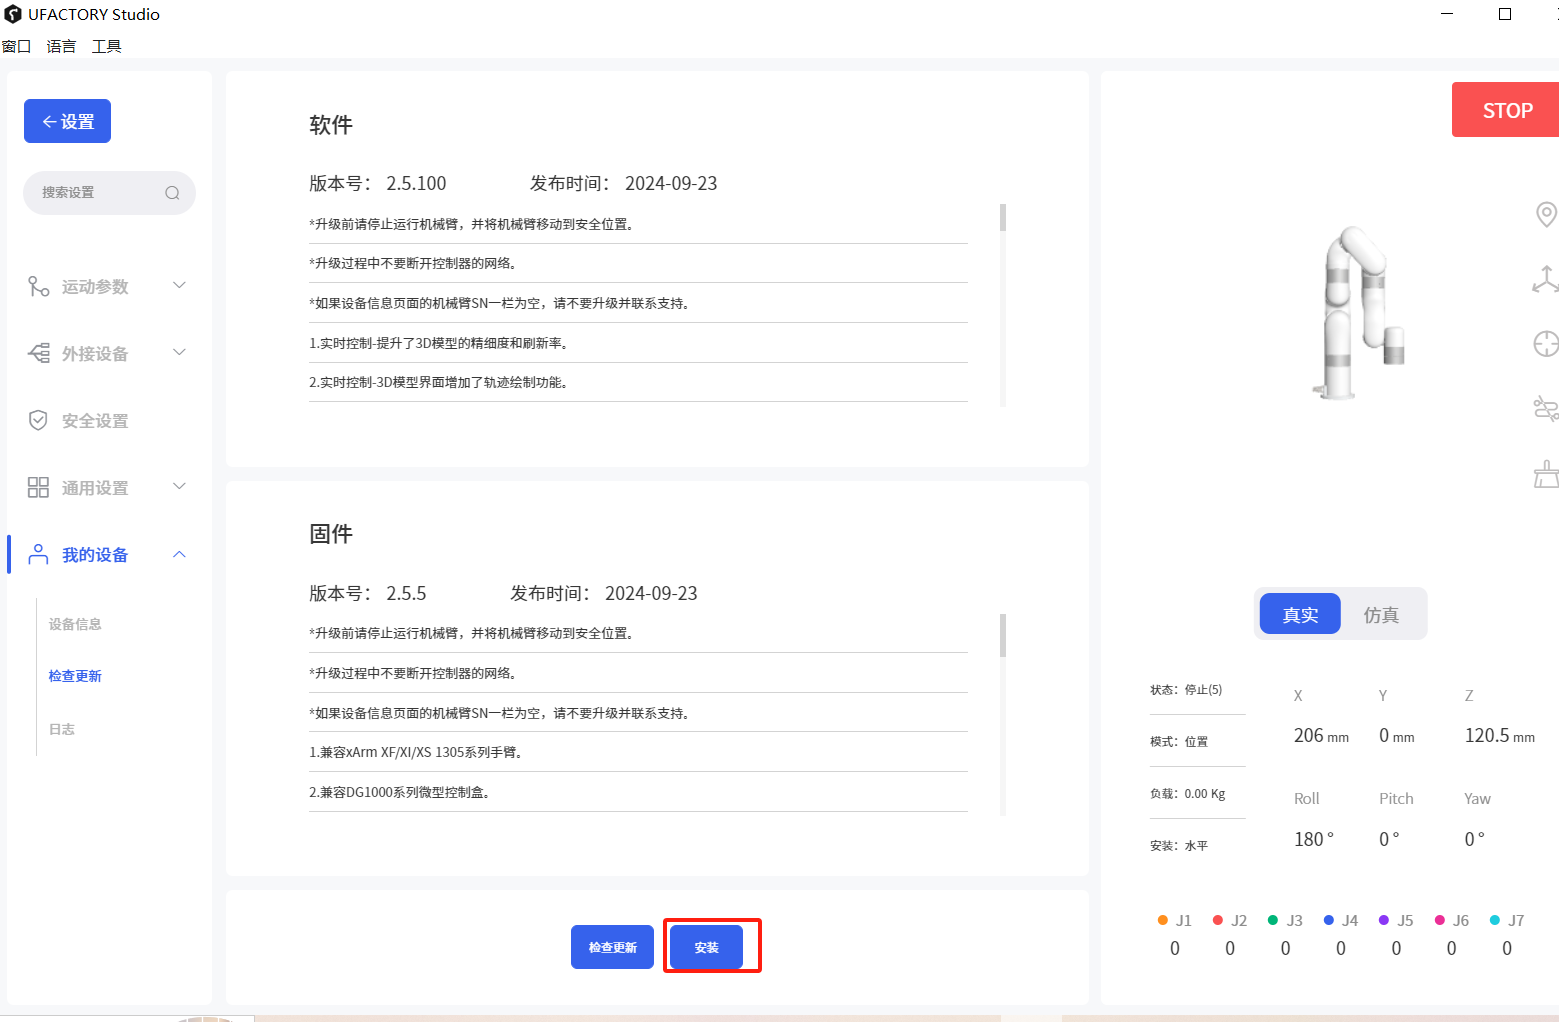 UFACTORY Studio
窗口 语言 工具
设置
搜索设置
运动参数
外接设备
安全设置
通用设置
我的设备
设备信息
检查更新
日志
软件
版本号： 2.5.100 发布时间： 2024-09-23
*升级前请停止运行机械臂，并将机械臂移动到安全位置。
*升级过程中不要断开控制器的网络。
*如果设备信息页面的机械臂SN一栏为空，请不要升级并联系支持。
1.实时控制-提升了3D模型的精细度和刷新率。
2.实时控制-3D模型界面增加了轨迹绘制功能。
固件
版本号： 2.5.5 发布时间： 2024-09-23
*升级前请停止运行机械臂，并将机械臂移动到安全位置。
*升级过程中不要断开控制器的网络。
*如果设备信息页面的机械臂SN一栏为空，请不要升级并联系支持。
1.兼容xArm XF/XI/XS 1305系列手臂。
2.兼容DG1000系列微型控制盒。
检查更新 安装
STOP
真实 仿真
状态：停止(5)
模式：位置
负载：0.00 Kg
安装：水平
X Y Z
206 mm 0 mm 120.5 mm
Roll Pitch Yaw
180 ° 0 ° 0 °
J1 J2 J3 J4 J5 J6 J7
0 0 0 0 0 0 0